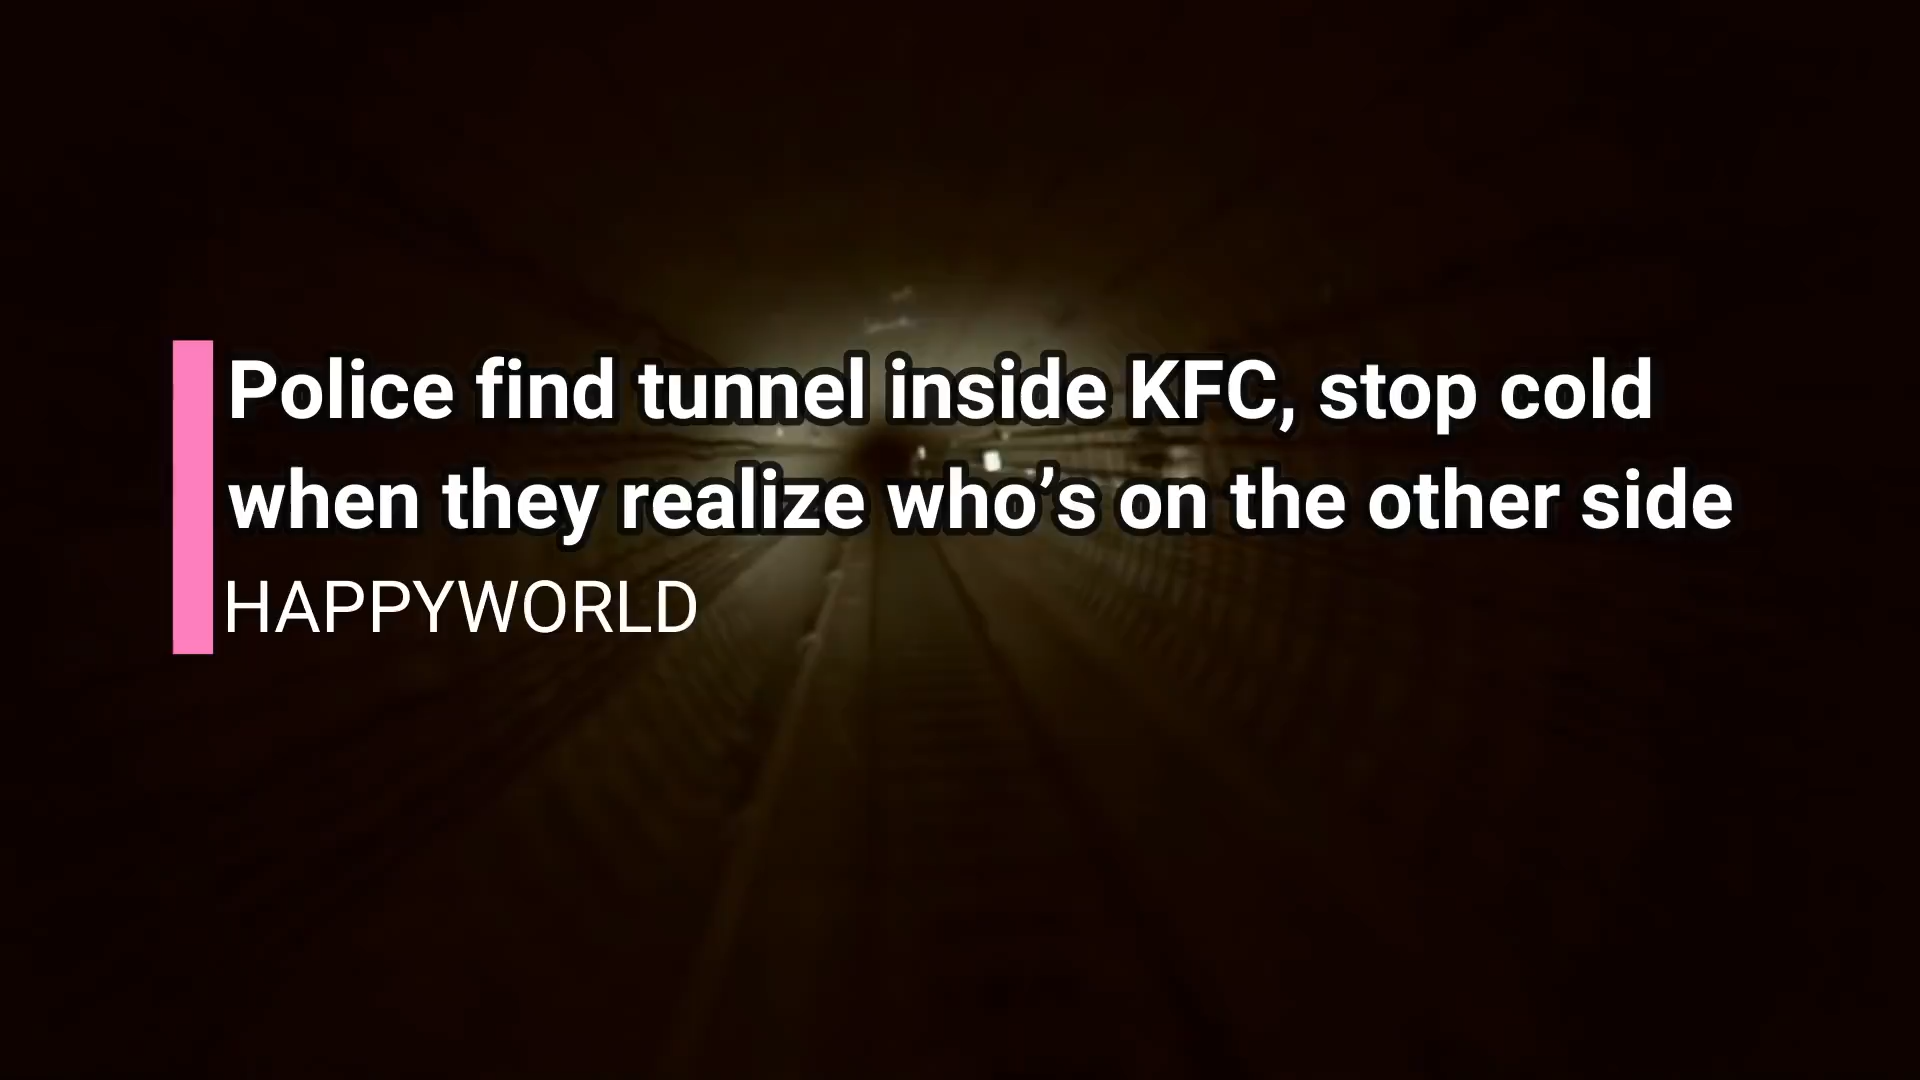 Police find tunnel inside KFC, stop cold
when they realize who’s on the other side
HAPPYWORLD